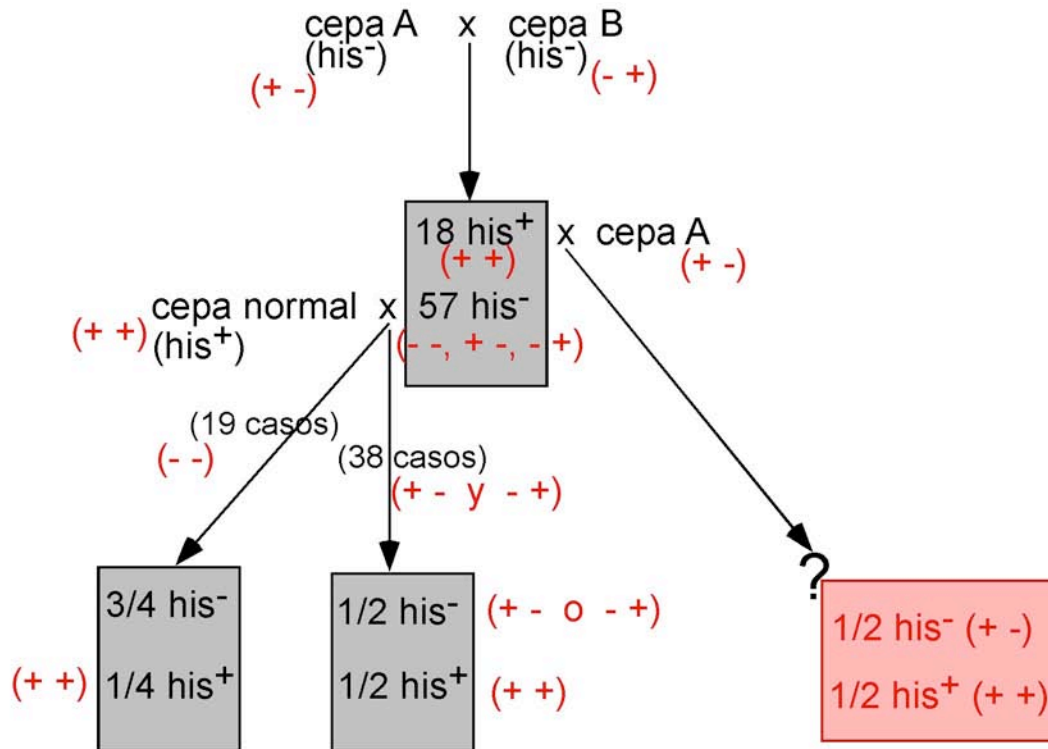 cepa A x cepa B
(his-) (his-)
(+ -) (- +)
18 his+ x cepa A
(+ +) (+ -)
cepa normal x 57 his-
(+ +) (his+) (- -, + -, - +)
(19 casos)
(- -) (38 casos)
(+ - y - +)
?
3/4 his- 1/2 his- (+ - o - +) 1/2 his- (+ -)
(+ +) 1/4 his+ 1/2 his+ (+ +) 1/2 his+ (+ +)